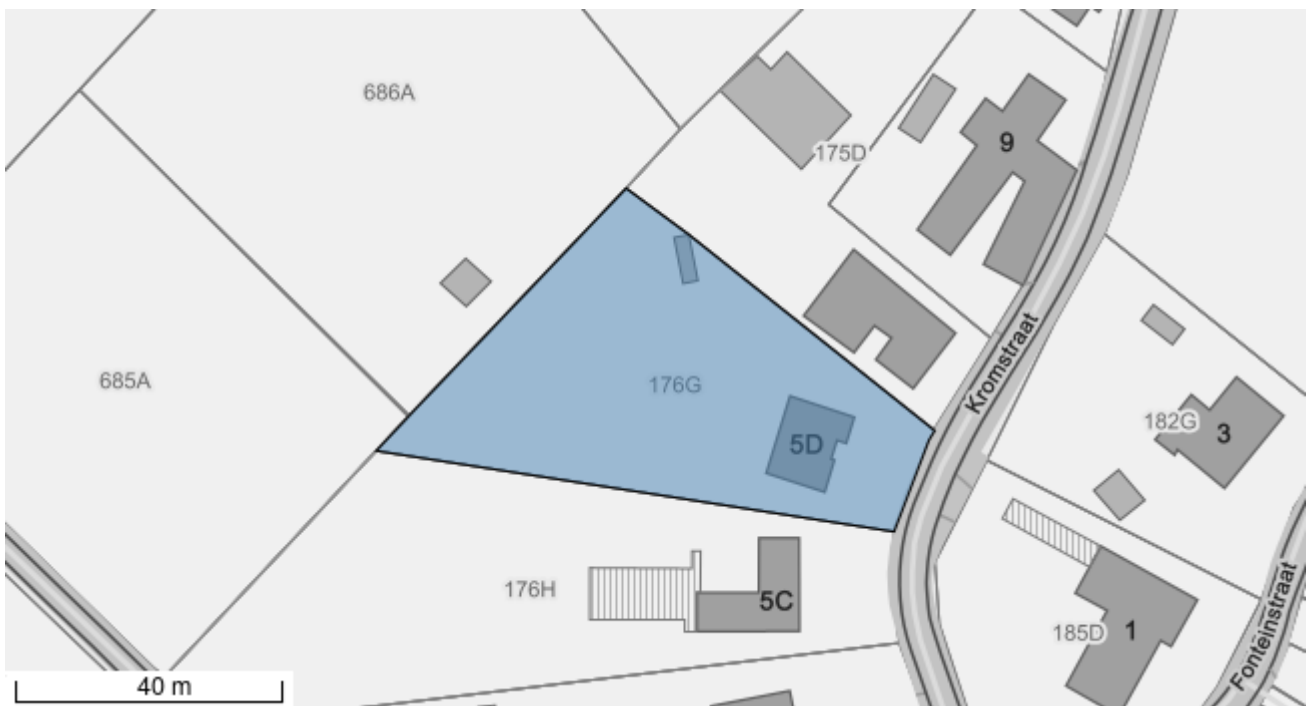 686A
175D
9
685A
176G
Kromstraat
5D
182G
3
176H
5C
185D
1
Fonteinstraat
40 m